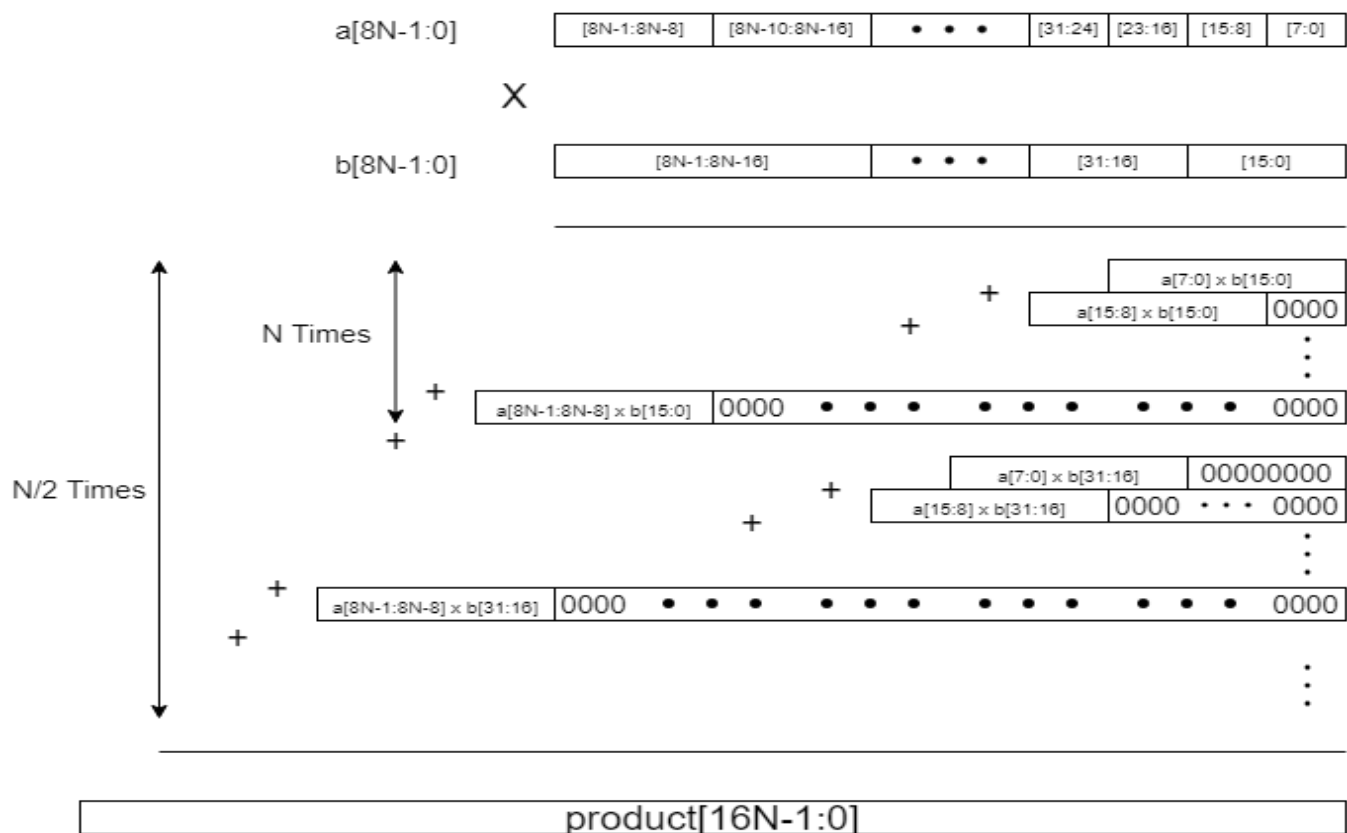 a[8N-1:0] [8N-1:8N-8] [8N-10:8N-16] • • • [31:24] [23:16] [15:8] [7:0]
X
b[8N-1:0] [8N-1:8N-16] • • • [31:16] [15:0]
a[7:0] x b[15:0]
+
a[15:8] x b[15:0] 0000
+
N Times
+
a[8N-1:8N-8] x b[15:0] 0000 • • • • • • • • • 0000
+
a[7:0] x b[31:16] 00000000
N/2 Times
+
a[15:8] x b[31:16] 0000 • • • 0000
+
+
a[8N-1:8N-8] x b[31:16] 0000 • • • • • • • • • 0000
+
product[16N-1:0]